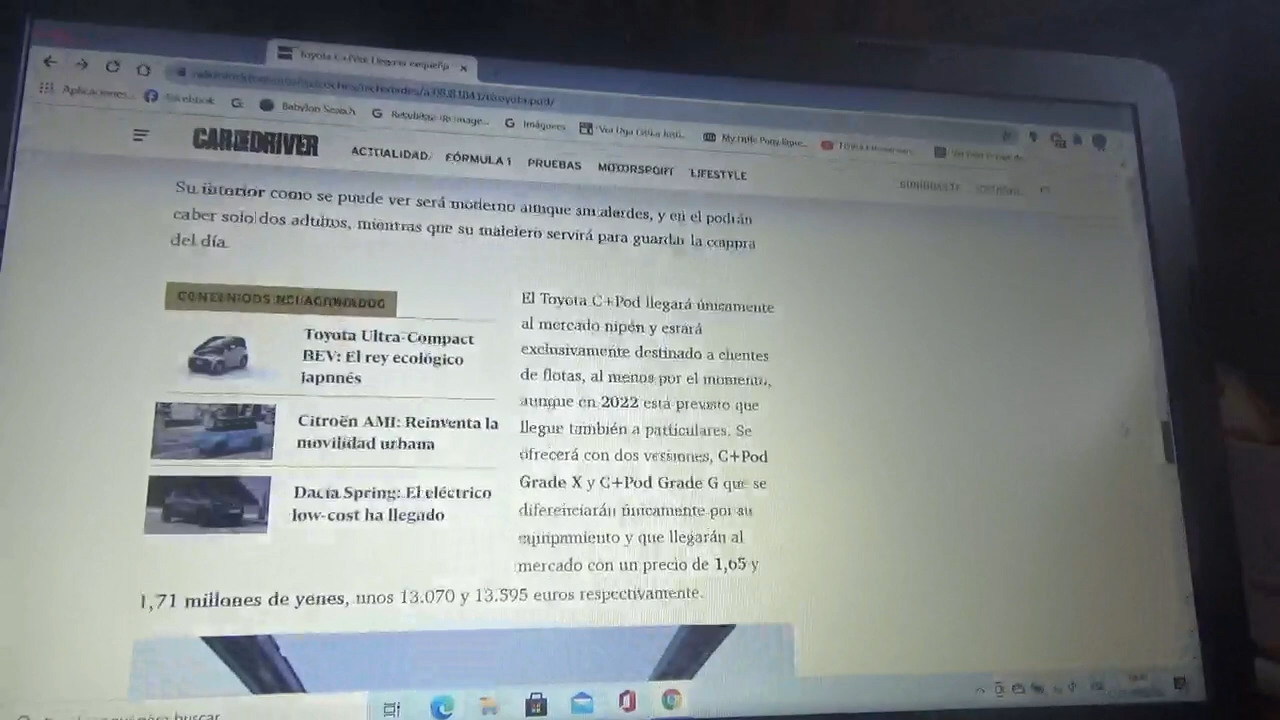 Toyota C+Pod:
Aplicaciones...
Facebook
G
Babylon Search
G
G Imágenes
My Little Pony
CAR AND DRIVER
ACTUALIDAD
FÓRMULA 1
PRUEBAS
MOTORSPORT
LIFESTYLE
Su interior como se puede ver será moderno aunque sin alardes, y en el podrán
caber solo dos adultos, mientras que su maletero servirá para guardar la compra
del día.
CONTENIDOS RELACIONADOS
Toyota Ultra-Compact
BEV: El rey ecológico
japonés
Citroën AMI: Reinventa la
movilidad urbana
Dacia Spring: El eléctrico
low-cost ha llegado
El Toyota C+Pod llegará únicamente
al mercado nipón y estará
exclusivamente destinado a clientes
de flotas, al menos por el momento,
aunque en 2022 está previsto que
llegue también a particulares. Se
ofrecerá con dos versiones, C+Pod
Grade X y C+Pod Grade G que se
diferenciarán únicamente por su
equipamiento y que llegarán al
mercado con un precio de 1,65 y
1,71 millones de yenes, unos 13.070 y 13.595 euros respectivamente.
buscar